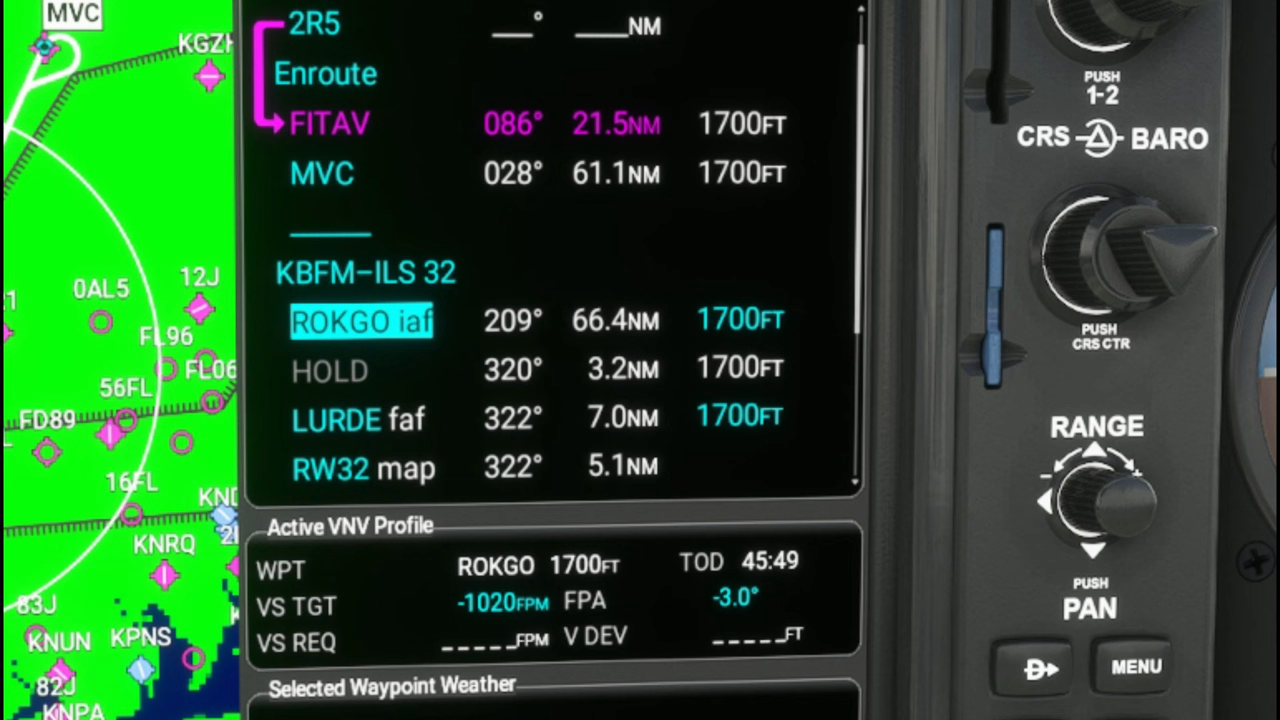 MVC
KGZH
0AL5
12J
FL96
FL06
56FL
FD89
16FL
KNRQ
83J
KNUN
KPNS
82J
KNPA
2R5 ___° ____NM
Enroute
FITAV 086° 21.5NM 1700FT
MVC 028° 61.1NM 1700FT
KBFM–ILS 32
ROKGO iaf 209° 66.4NM 1700FT
HOLD 320° 3.2NM 1700FT
LURDE faf 322° 7.0NM 1700FT
RW32 map 322° 5.1NM
Active VNV Profile
WPT ROKGO 1700FT TOD 45:49
VS TGT -1020FPM FPA -3.0°
VS REQ _____FPM V DEV _____FT
Selected Waypoint Weather
PUSH
1-2
CRS BARO
PUSH
CRS CTR
RANGE
- +
PUSH
PAN
D
MENU